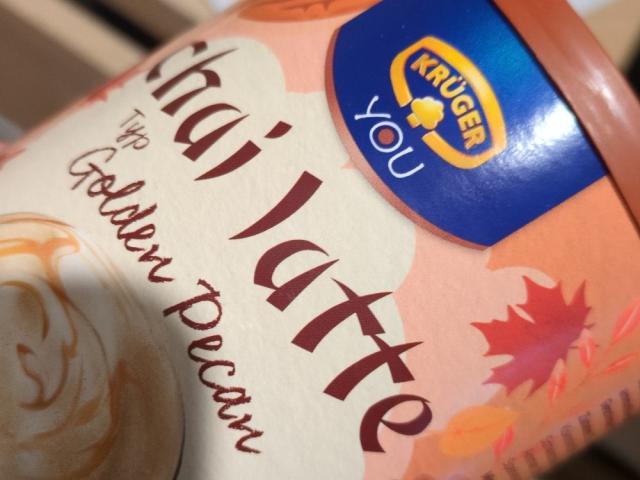 KRÜGER
YOU
chai latte
Typ
Golden Pecan